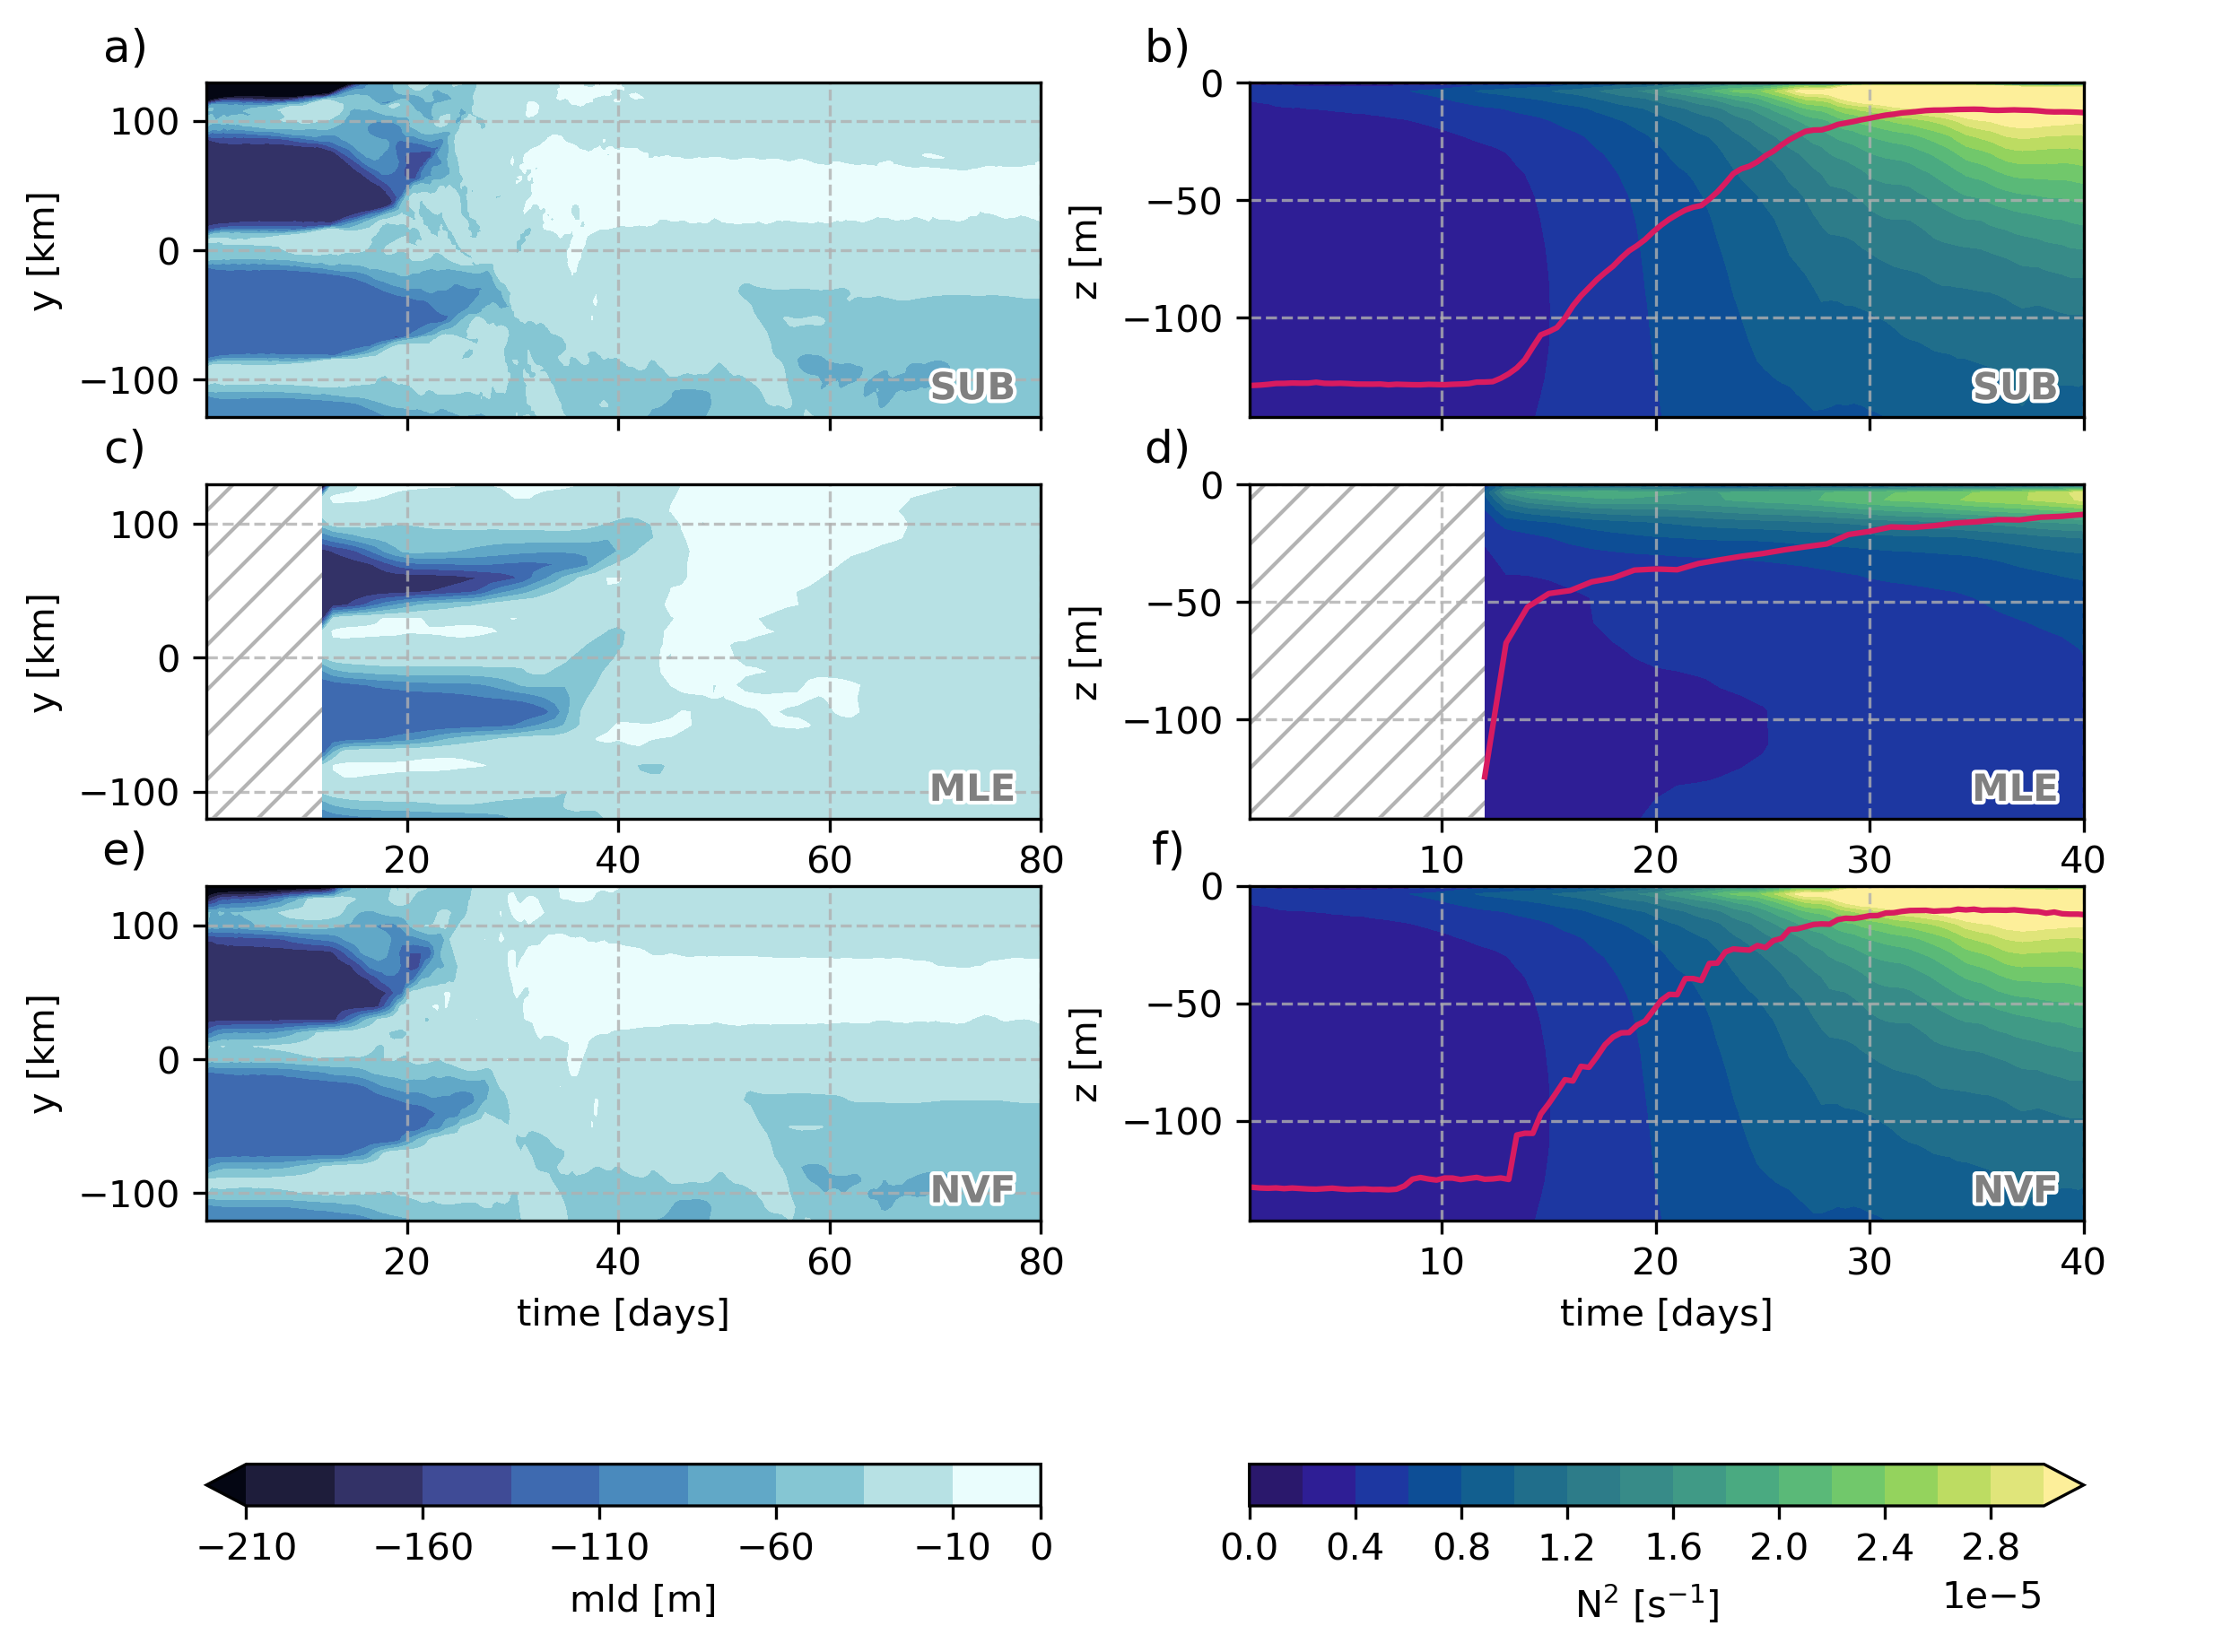 a)
100
0
−100
y [km]
SUB
b)
0
−50
−100
z [m]
SUB
c)
100
0
−100
y [km]
MLE
20
40
60
80
d)
0
−50
−100
z [m]
MLE
10
20
30
40
e)
100
0
−100
y [km]
NVF
20
40
60
80
time [days]
f)
0
−50
−100
z [m]
NVF
10
20
30
40
time [days]
−210
−160
−110
−60
−10
0
mld [m]
0.0
0.4
0.8
1.2
1.6
2.0
2.4
2.8
1e−5
N² [s⁻¹]